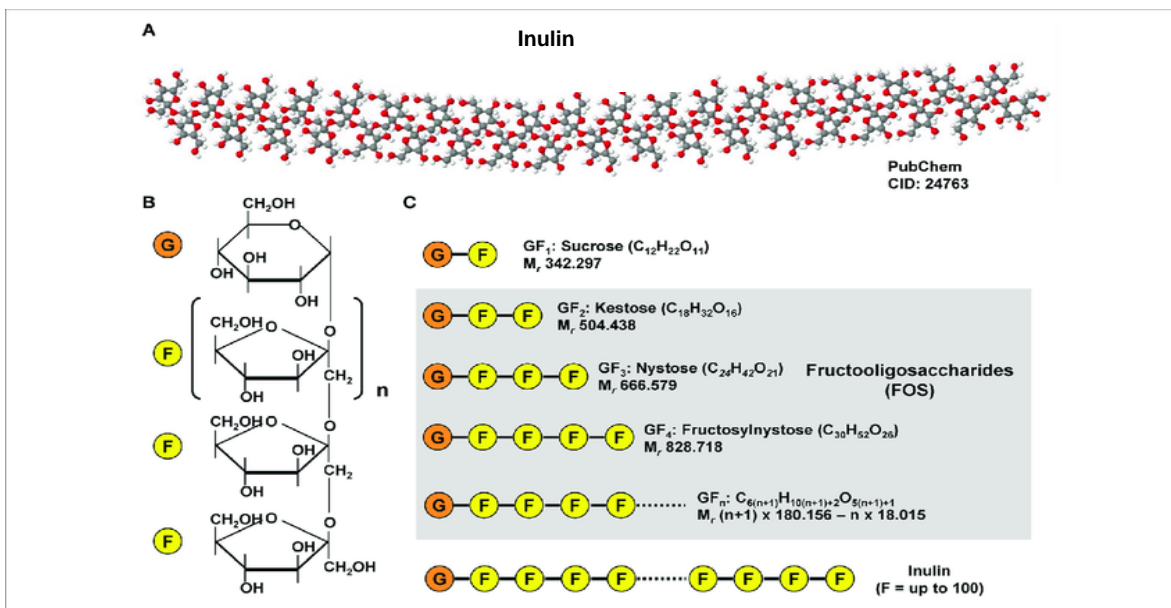 A
Inulin
PubChem
CID: 24763
B
G
CH₂OH
O
OH
OH
OH
O
F
CH₂OH
O
OH
OH
CH₂
n
O
F
CH₂OH
O
OH
OH
CH₂
O
F
CH₂OH
O
OH
OH
CH₂OH
C
G F
GF₁: Sucrose (C₁₂H₂₂O₁₁)
Mᵣ 342.297
G F F
GF₂: Kestose (C₁₈H₃₂O₁₆)
Mᵣ 504.438
G F F F
GF₃: Nystose (C₂₄H₄₂O₂₁)
Mᵣ 666.579
Fructooligosaccharides
(FOS)
G F F F F
GF₄: Fructosylnystose (C₃₀H₅₂O₂₆)
Mᵣ 828.718
G F F F F
GFₙ: C₆₍ₙ₊₁₎H₁₀₍ₙ₊₁₎₊₂O₅₍ₙ₊₁₎₊₁
Mᵣ (n+1) x 180.156 – n x 18.015
G F F F F F F F F
Inulin
(F = up to 100)